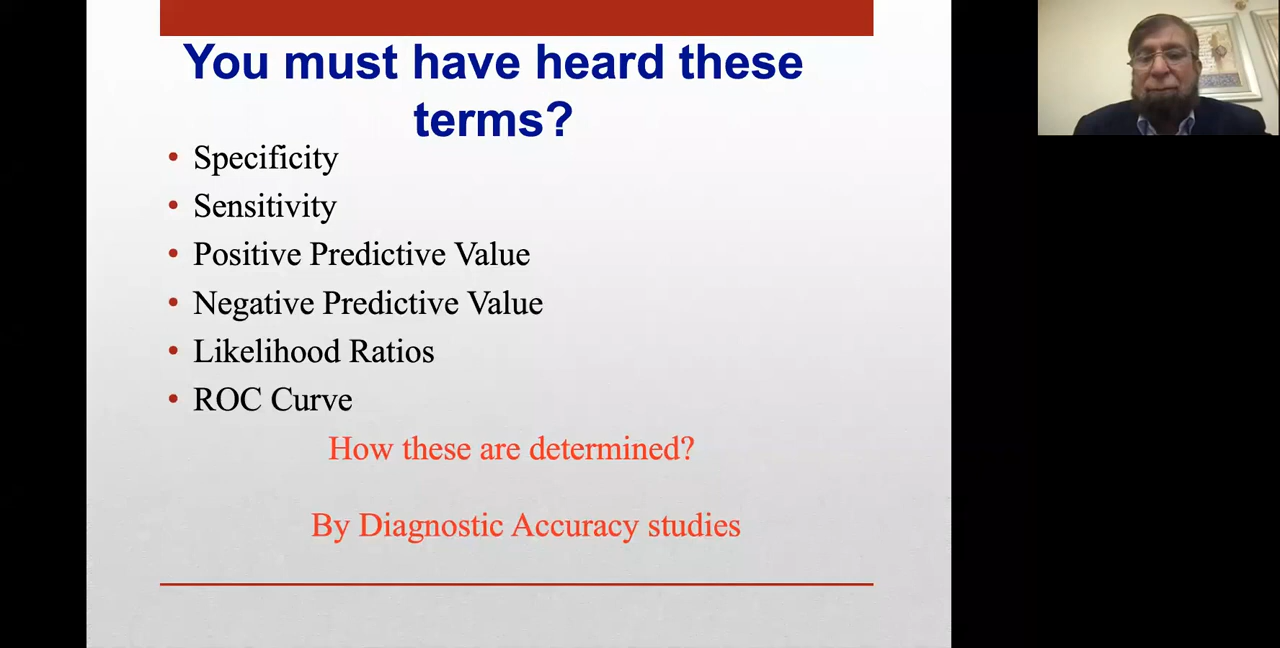 You must have heard these
terms?
• Specificity
• Sensitivity
• Positive Predictive Value
• Negative Predictive Value
• Likelihood Ratios
• ROC Curve
How these are determined?
By Diagnostic Accuracy studies